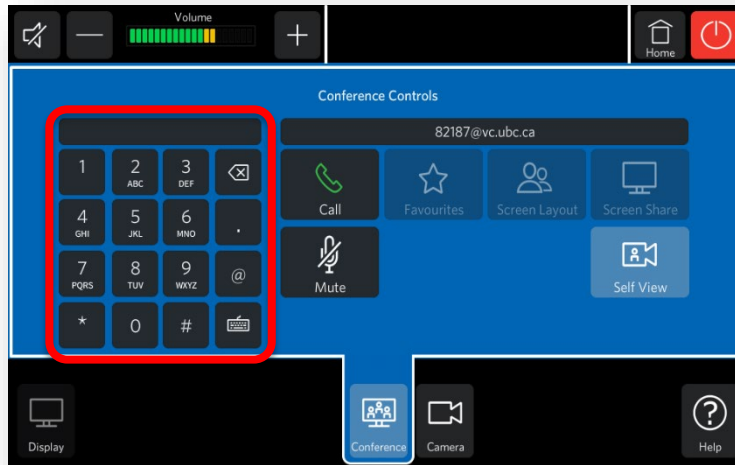 Volume
Home
Conference Controls
82187@vc.ubc.ca
1 2 3
ABC DEF
Call Favourites Screen Layout Screen Share
4 5 6 .
GHI JKL MNO
7 8 9 @
PQRS TUV WXYZ
Mute Self View
* 0 #
Display Conference Camera Help